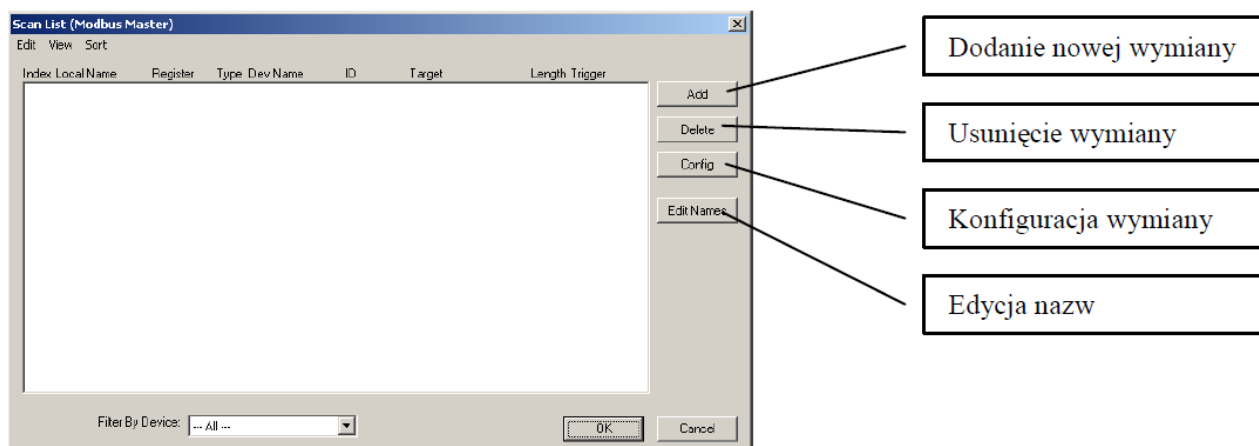 Scan List (Modbus Master)
Edit View Sort
Index Local Name Register Type Dev Name ID Target Length Trigger
Add
Delete
Config
Edit Names
Filter By Device: --- All ---
OK
Cancel
Dodanie nowej wymiany
Usunięcie wymiany
Konfiguracja wymiany
Edycja nazw